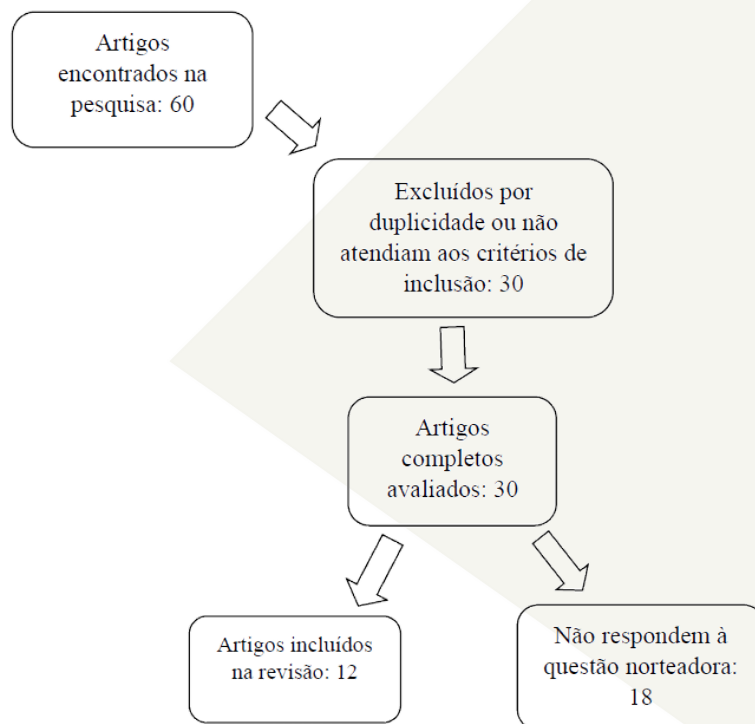 Artigos
encontrados na
pesquisa: 60
Excluídos por
duplicidade ou não
atendiam aos critérios de
inclusão: 30
Artigos
completos
avaliados: 30
Artigos incluídos
na revisão: 12
Não respondem à
questão norteadora:
18